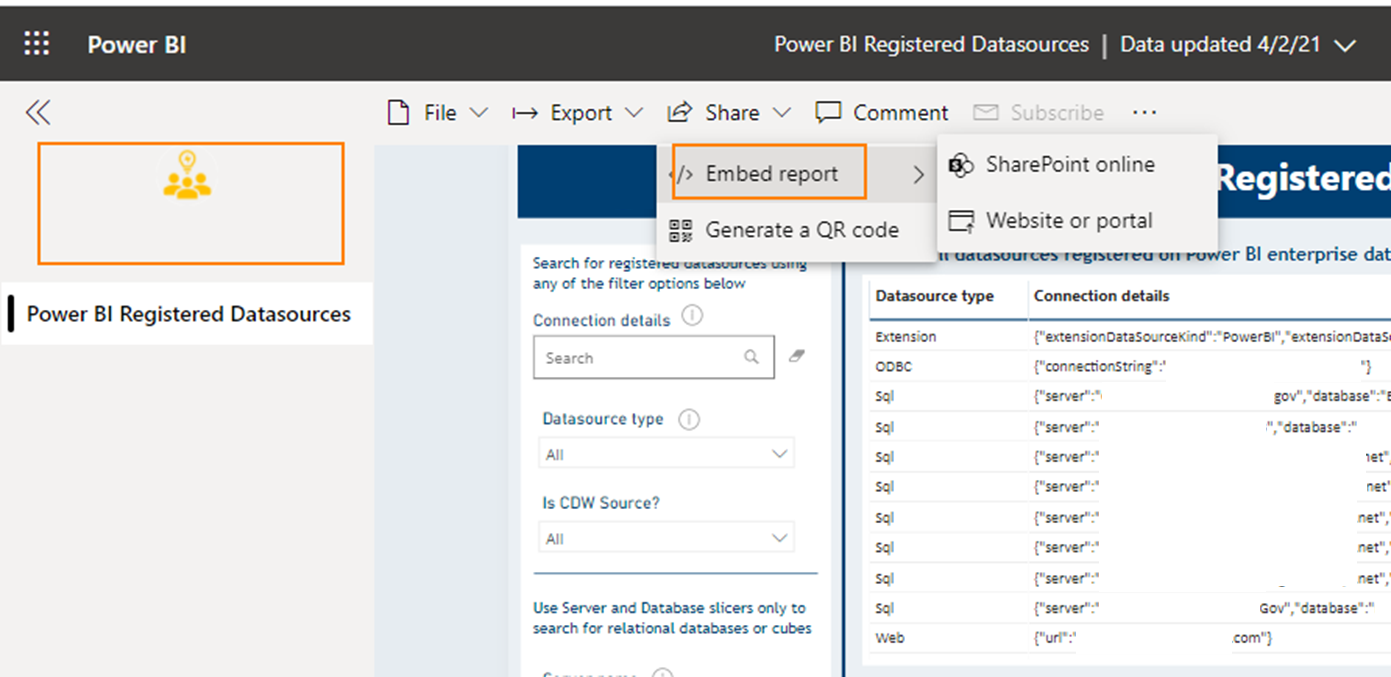 Power BI
Power BI Registered Datasources | Data updated 4/2/21
File Export Share Comment Subscribe ...
Embed report
Generate a QR code
SharePoint online
Website or portal
Registered
Power BI Registered Datasources
Search for registered datasources using
any of the filter options below
Connection details
Search
Datasource type
All
Is CDW Source?
All
Use Server and Database slicers only to
search for relational databases or cubes
Server name
datasources registered on Power BI enterprise dat
Datasource type Connection details
Extension {"extensionDataSourceKind":"PowerBI","extensionDataSo
ODBC {"connectionString":" "}
Sql {"server":" gov","database":"E
Sql {"server":" ","database":"
Sql {"server":" net",
Sql {"server":" net"
Sql {"server":" net","
Sql {"server":" net","
Sql {"server":" net","
Sql {"server":" Gov","database":"
Web {"url":" .com"}